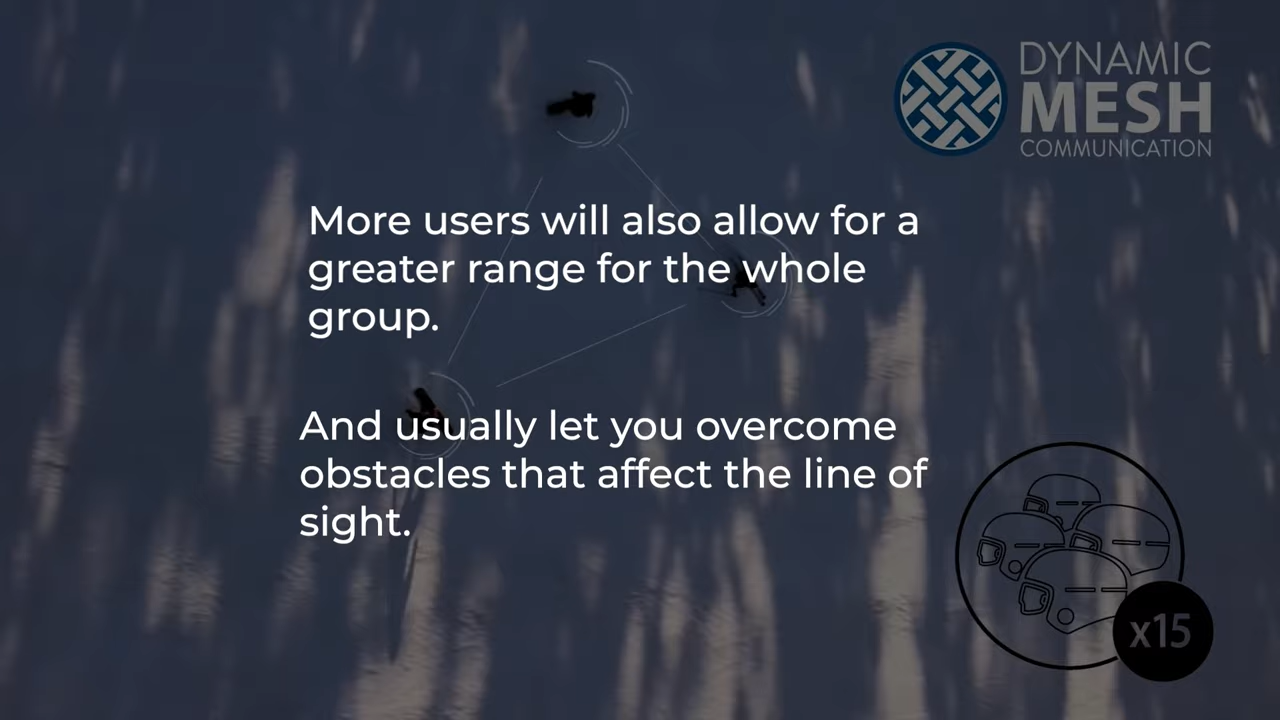 DYNAMIC
MESH
COMMUNICATION
More users will also allow for a
greater range for the whole
group.
And usually let you overcome
obstacles that affect the line of
sight.
x15